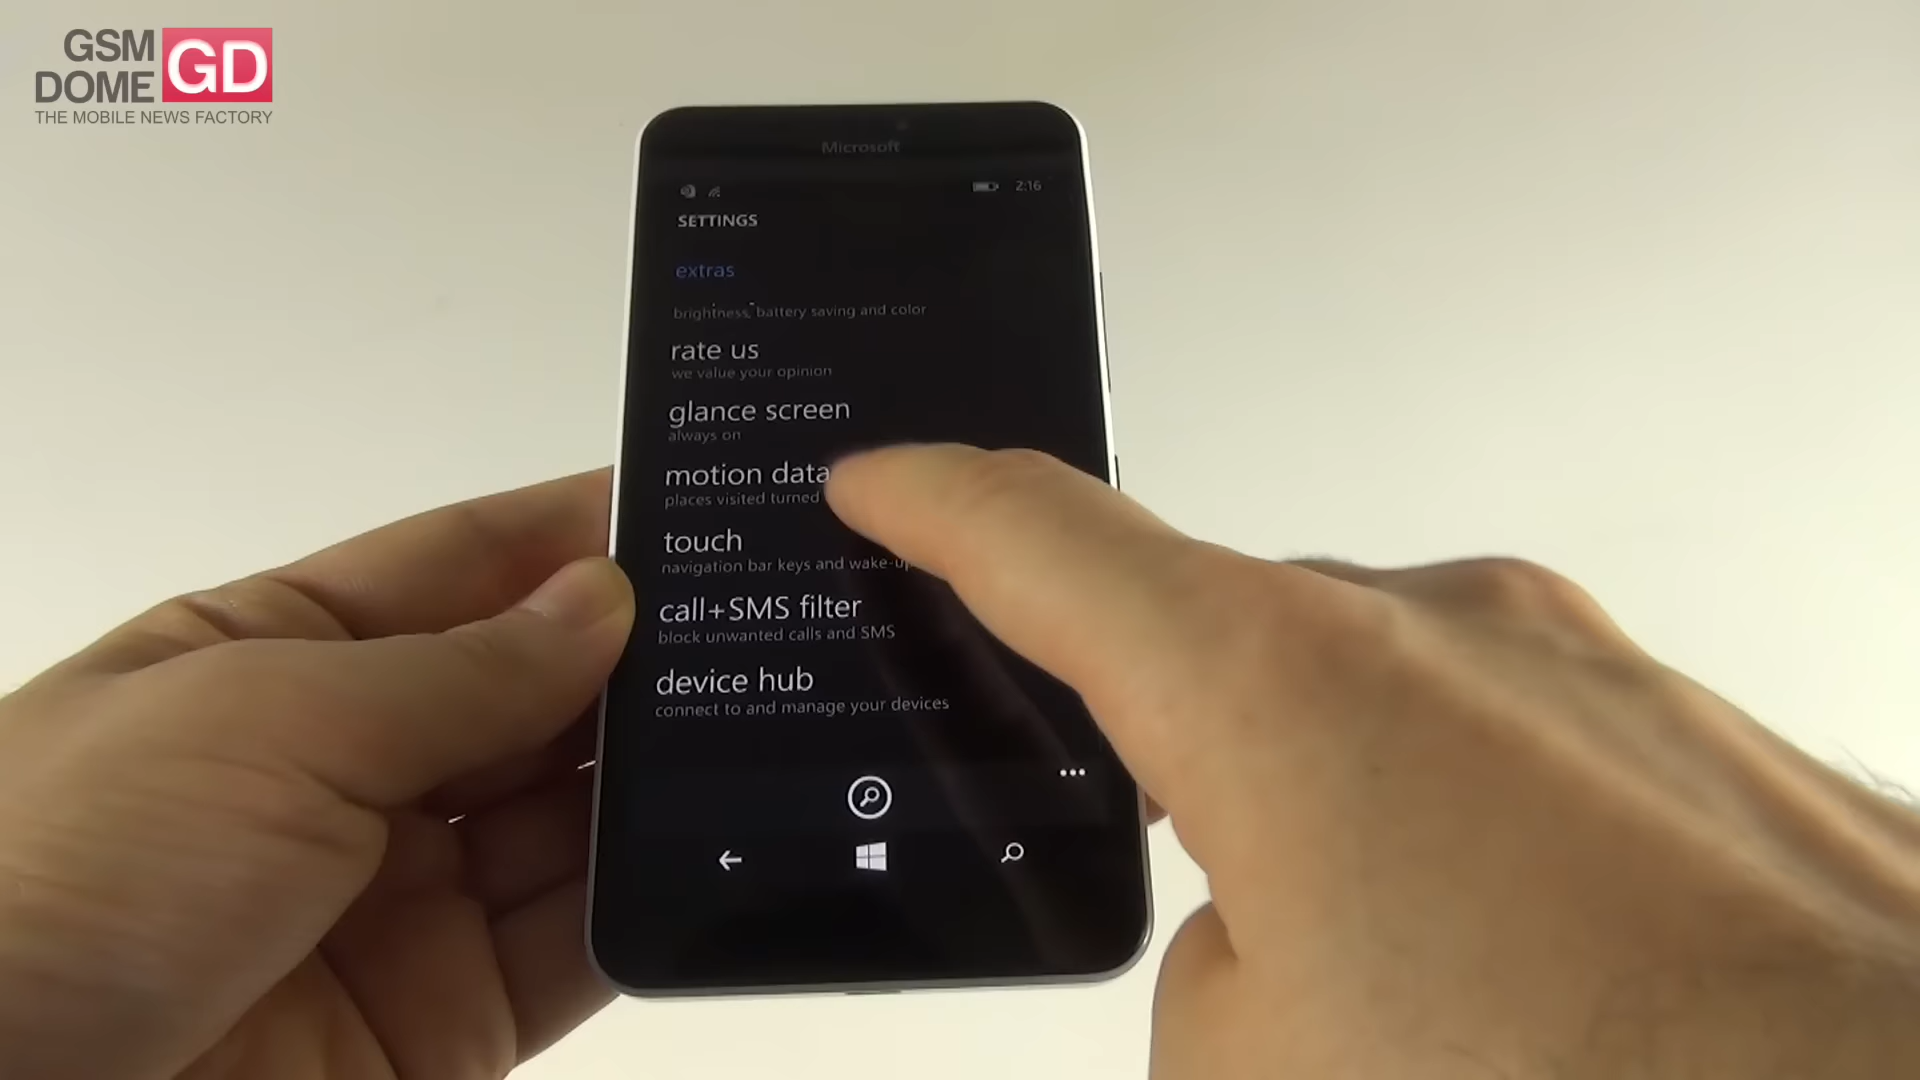 GSM
DOME
GD
THE MOBILE NEWS FACTORY
Microsoft
2:16
SETTINGS
extras
brightness, battery saving and color
rate us
we value your opinion
glance screen
always on
motion data
places visited turned
touch
navigation bar keys and wake-up
call+SMS filter
block unwanted calls and SMS
device hub
connect to and manage your devices